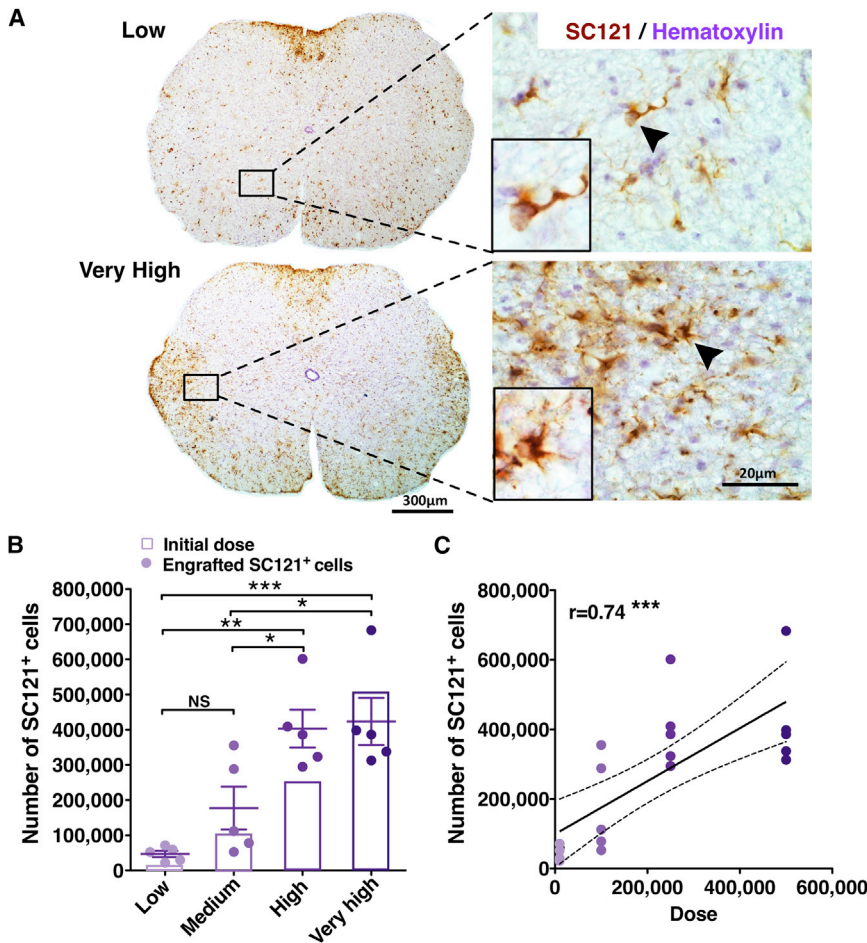 A
Low
SC121 / Hematoxylin
Very High
300μm
20μm
B
Initial dose
Engrafted SC121+ cells
Number of SC121+ cells
800,000
700,000
600,000
500,000
400,000
300,000
200,000
100,000
0
***
*
**
*
NS
Low
Medium
High
Very high
C
Number of SC121+ cells
800,000
600,000
400,000
200,000
0
r=0.74 ***
0
200,000
400,000
600,000
Dose